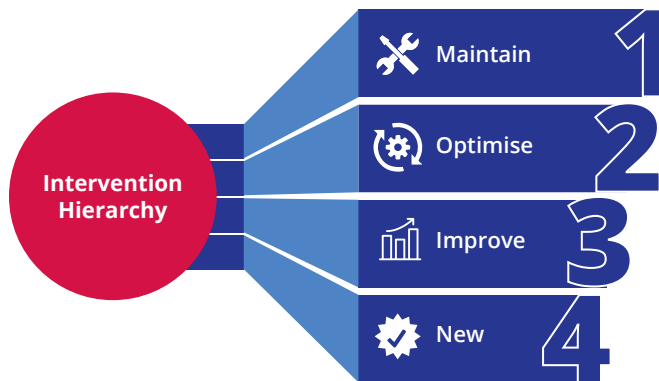 Intervention
Hierarchy
Maintain
1
Optimise
2
Improve
3
New
4